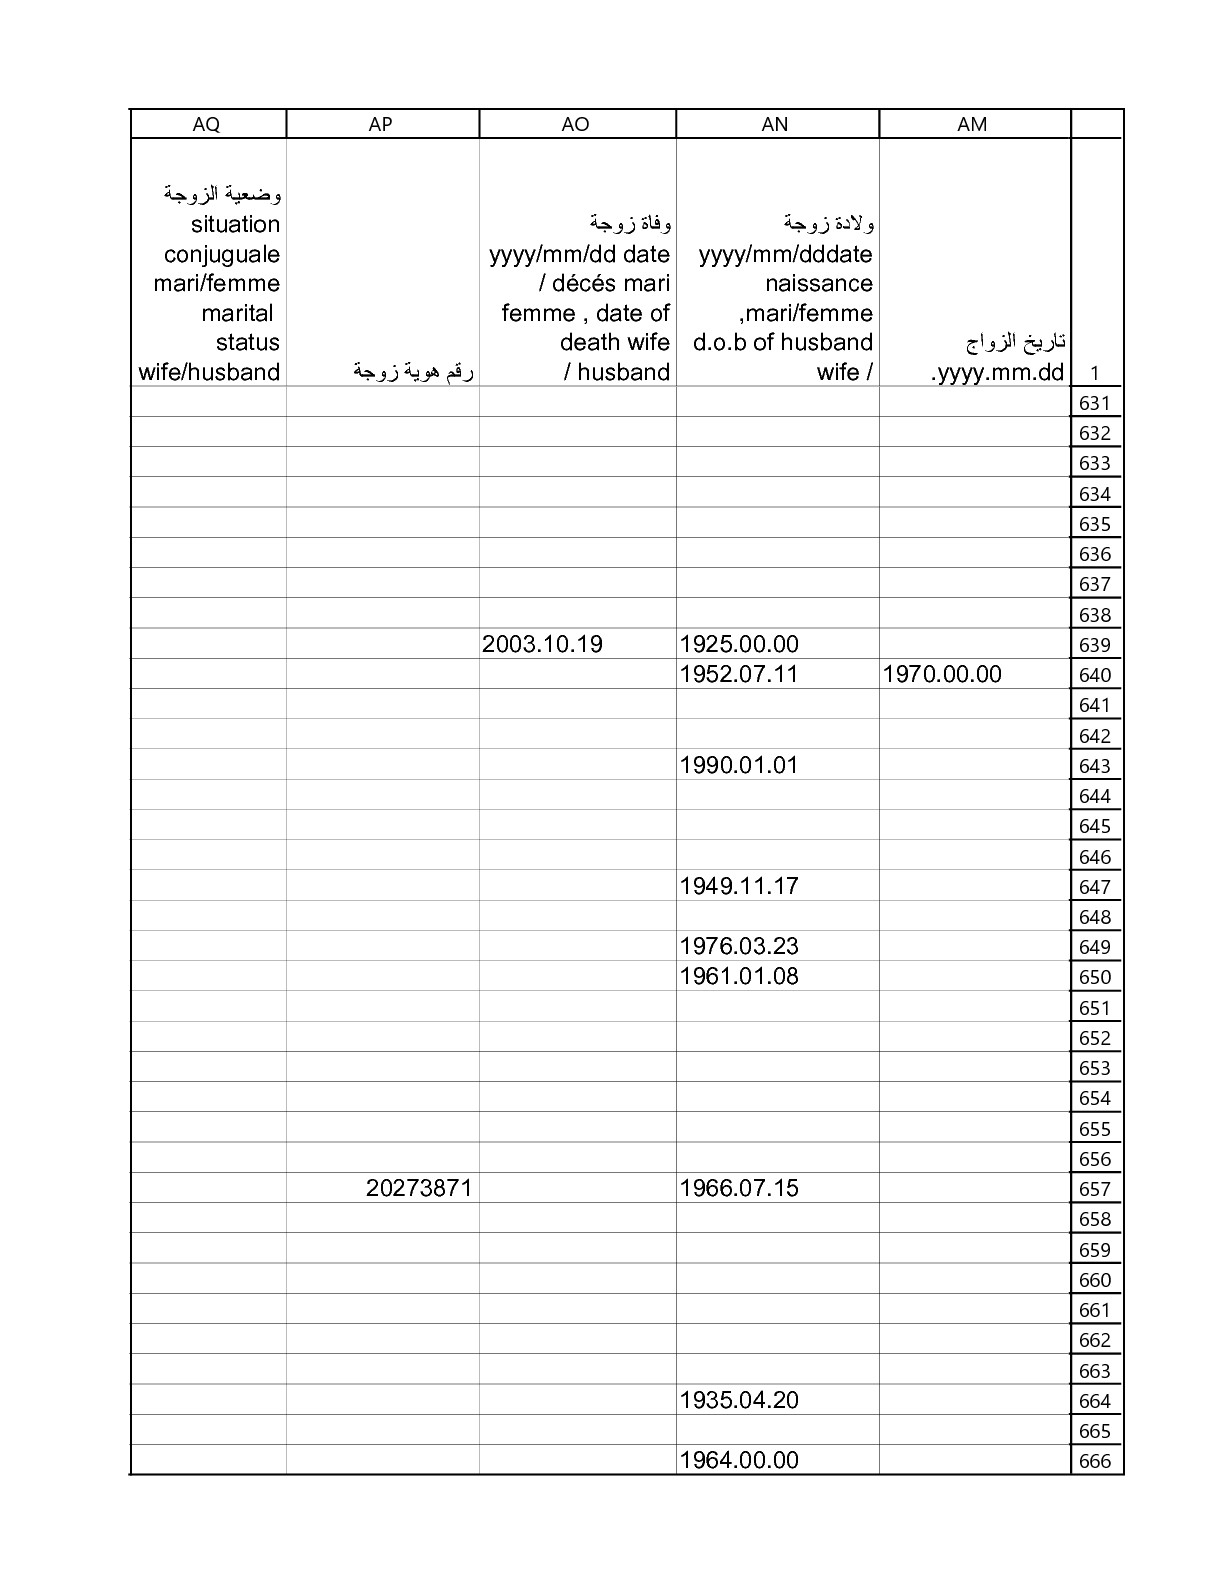 AQ AP AO AN AM
وضعية الزوجة
situation
conjuguale
mari/femme
marital
status
wife/husband
رقم هوية زوجة
وفاة زوجة
yyyy/mm/dd date
/ décés mari
femme , date of
death wife
/ husband
ولادة زوجة
yyyy/mm/dddate
naissance
,mari/femme
d.o.b of husband
wife /
تاريخ الزواج
.yyyy.mm.dd
1
631
632
633
634
635
636
637
638
2003.10.19 1925.00.00 639
1952.07.11 1970.00.00 640
641
642
1990.01.01 643
644
645
646
1949.11.17 647
648
1976.03.23 649
1961.01.08 650
651
652
653
654
655
656
20273871 1966.07.15 657
658
659
660
661
662
663
1935.04.20 664
665
1964.00.00 666